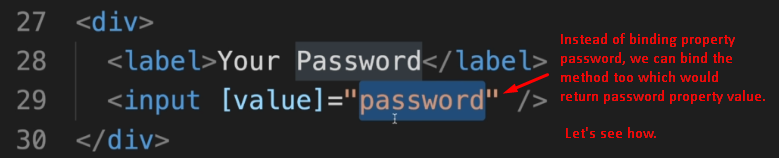 27 <div>
28 <label>Your Password</label>
29 <input [value]="password" />
30 </div>
Instead of binding property
password, we can bind the
method too which would
return password property value.
Let's see how.